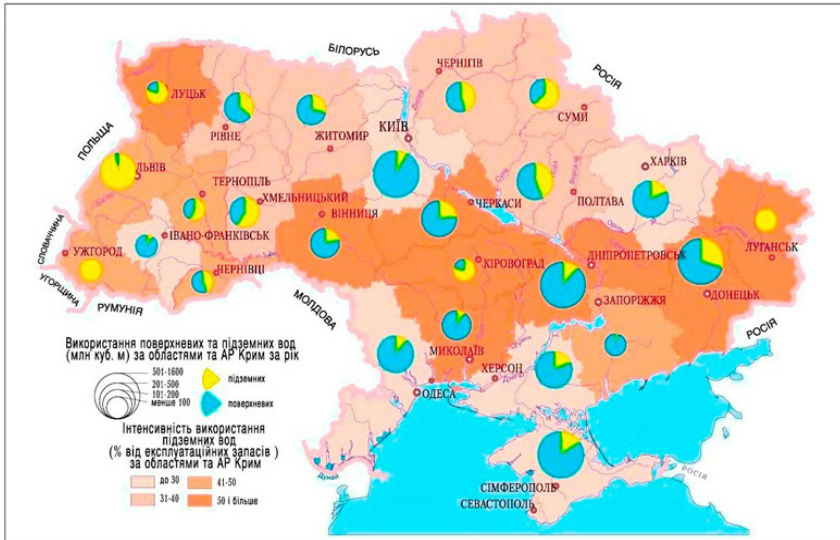 БІЛОРУСЬ
РОСІЯ
ПОЛЬЩА
СЛОВАЧЧИНА
УГОРЩИНА
РУМУНІЯ
МОЛДОВА
РОСІЯ
РОСІЯ
ЛУЦЬК
РІВНЕ
ЖИТОМИР
КИЇВ
ЧЕРНІГІВ
СУМИ
ХАРКІВ
ЛЬВІВ
ТЕРНОПІЛЬ
ХМЕЛЬНИЦЬКИЙ
ВІННИЦЯ
ЧЕРКАСИ
ПОЛТАВА
ЛУГАНСЬК
УЖГОРОД
ІВАНО-ФРАНКІВСЬК
ЧЕРНІВЦІ
КІРОВОГРАД
ДНІПРОПЕТРОВСЬК
ДОНЕЦЬК
ЗАПОРІЖЖЯ
МИКОЛАЇВ
ХЕРСОН
ОДЕСА
СІМФЕРОПОЛЬ
СЕВАСТОПОЛЬ
Дунай
Використання поверхневих та підземних вод
(млн куб. м) за областями та АР Крим за рік
501-1600
201-500
101-200
менше 100
підземних
поверхневих
Інтенсивність використання
підземних вод
(% від експлуатаційних запасів )
за областями та АР Крим
до 30
41-50
31-40
50 і більше